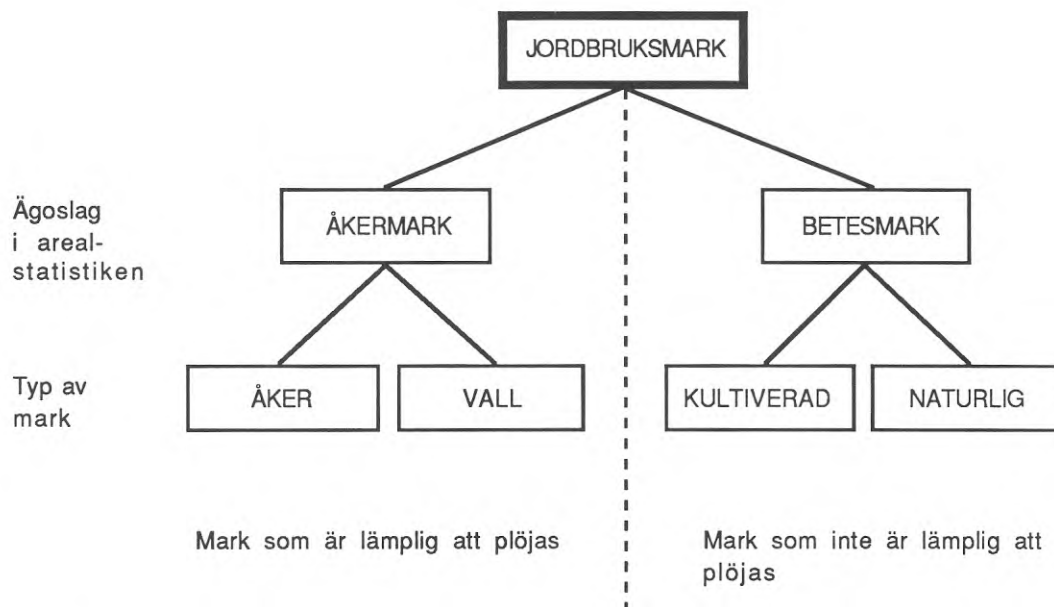 JORDBRUKSMARK
Ägoslag
i areal-
statistiken
ÅKERMARK
BETESMARK
Typ av
mark
ÅKER
VALL
KULTIVERAD
NATURLIG
Mark som är lämplig att plöjas
Mark som inte är lämplig att
plöjas